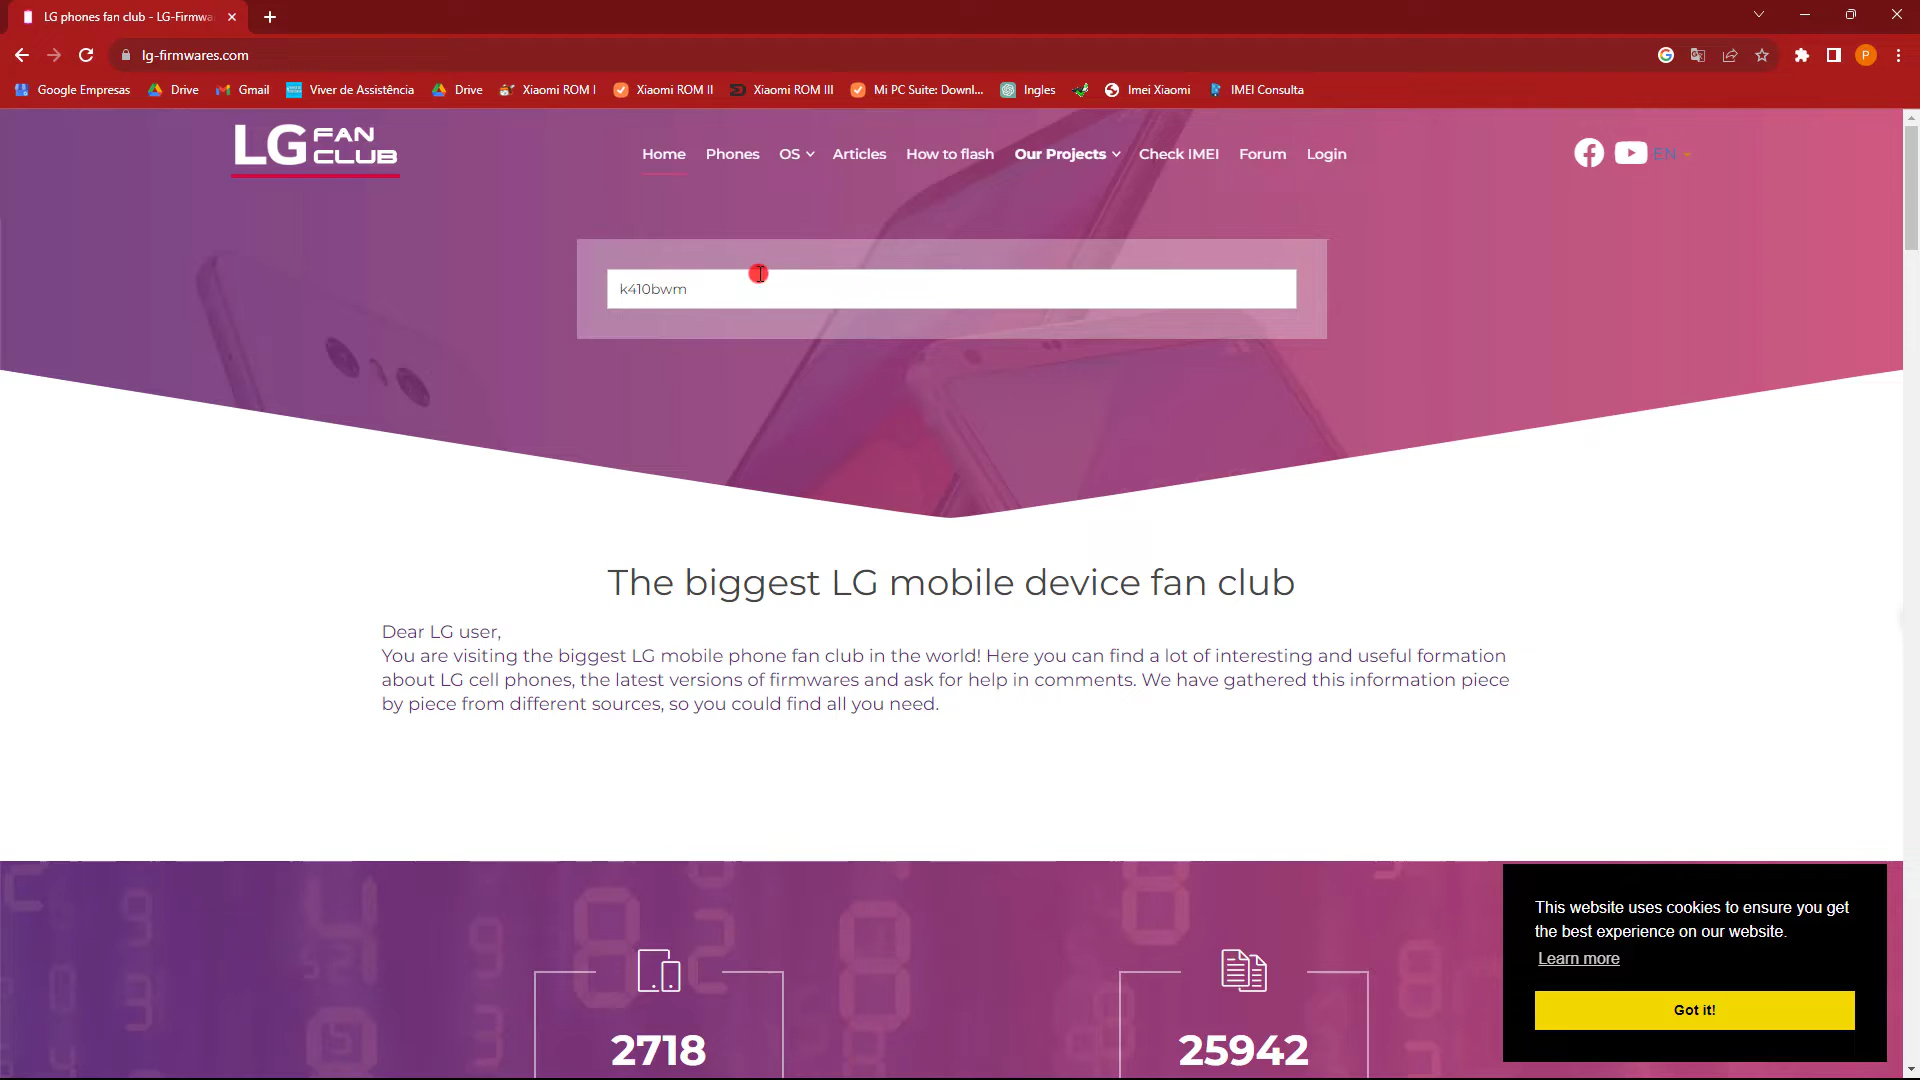 LG phones fan club - LG-Firmwa
lg-firmwares.com
P
Google Empresas
Drive
Gmail
Viver de Assistência
Drive
Xiaomi ROM I
Xiaomi ROM II
Xiaomi ROM III
Mi PC Suite: Downl...
Ingles
Imei Xiaomi
IMEI Consulta
LG FAN CLUB
Home
Phones
OS
Articles
How to flash
Our Projects
Check IMEI
Forum
Login
EN
k410bwm
The biggest LG mobile device fan club
Dear LG user,
You are visiting the biggest LG mobile phone fan club in the world! Here you can find a lot of interesting and useful formation
about LG cell phones, the latest versions of firmwares and ask for help in comments. We have gathered this information piece
by piece from different sources, so you could find all you need.
2718
25942
This website uses cookies to ensure you get
the best experience on our website.
Learn more
Got it!